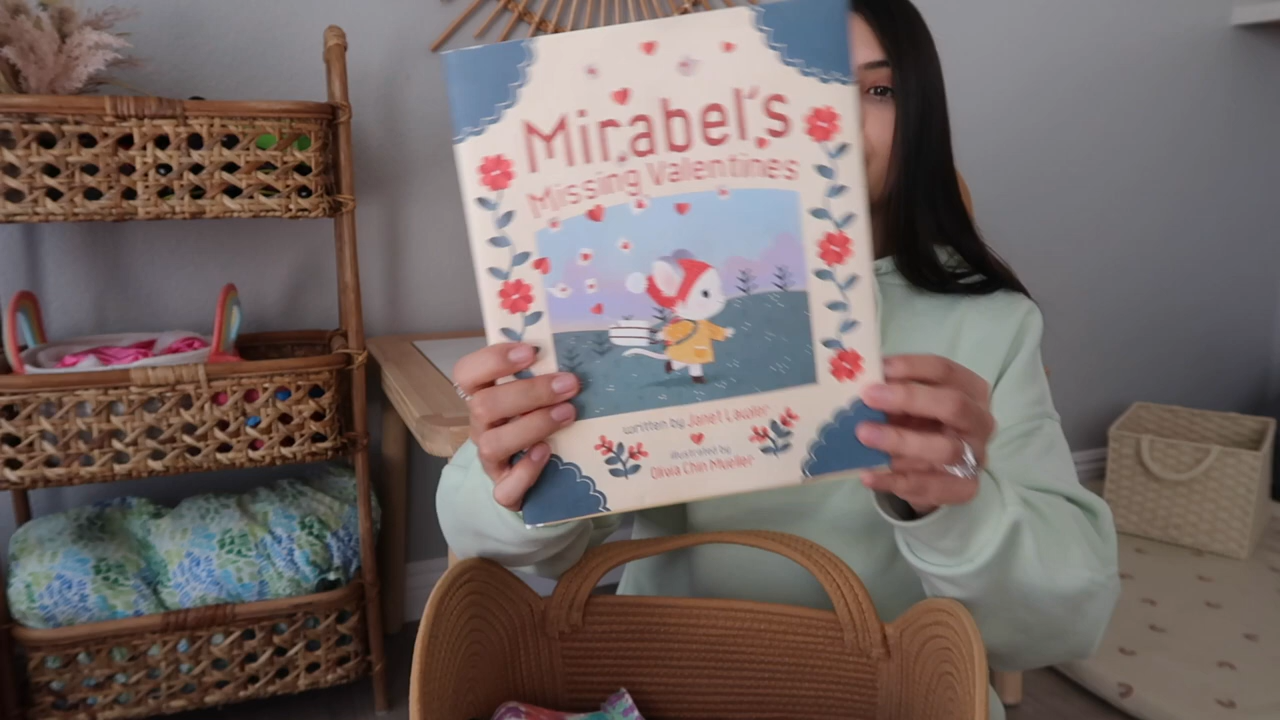 Mirabel's
Missing Valentines
written by Janet Lawler
illustrated by
Olivia Chin Mueller